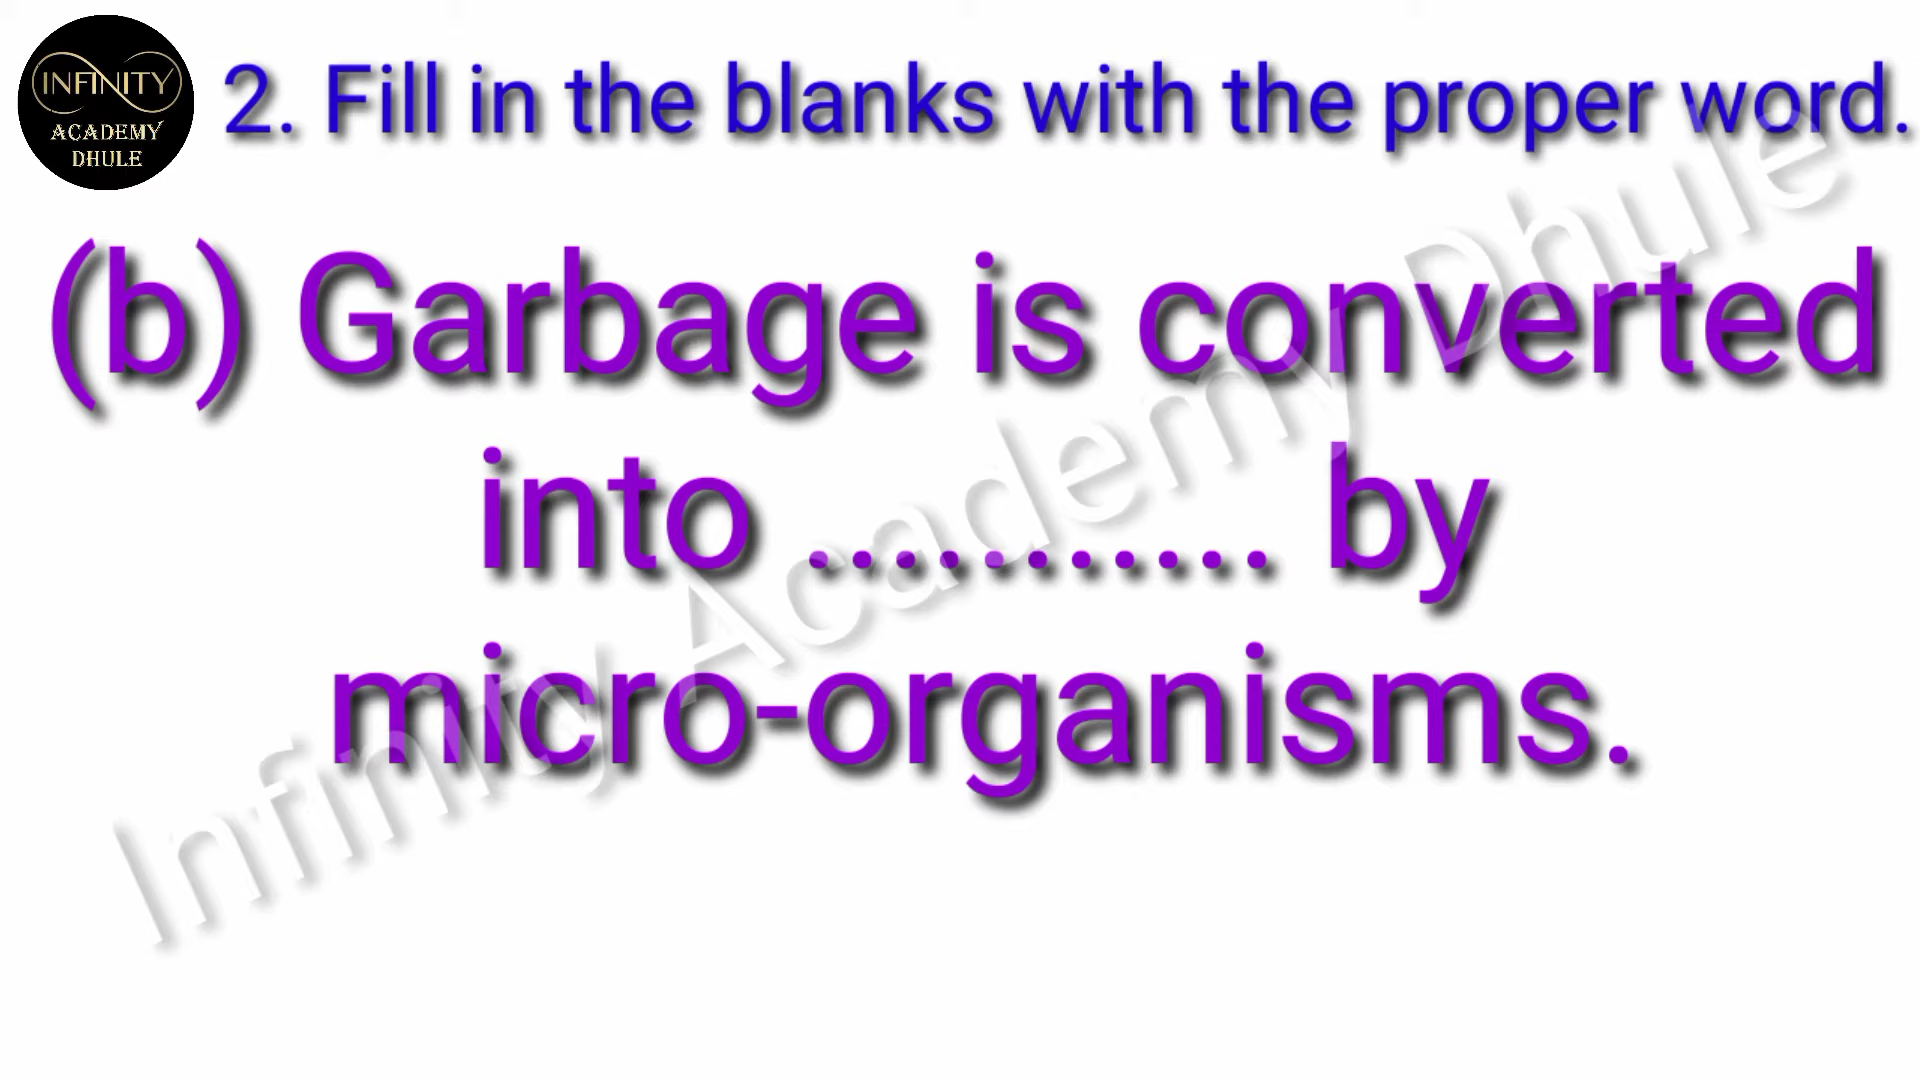 INFINITY
ACADEMY
DHULE
2. Fill in the blanks with the proper word.
(b) Garbage is converted
into ........... by
micro-organisms.
Infinity Academy Dhule